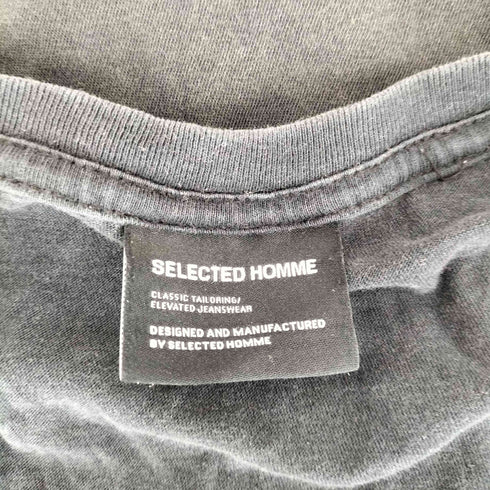 SELECTED HOMME
CLASSIC TAILORING/
ELEVATED JEANSWEAR
DESIGNED AND MANUFACTURED
BY SELECTED HOMME